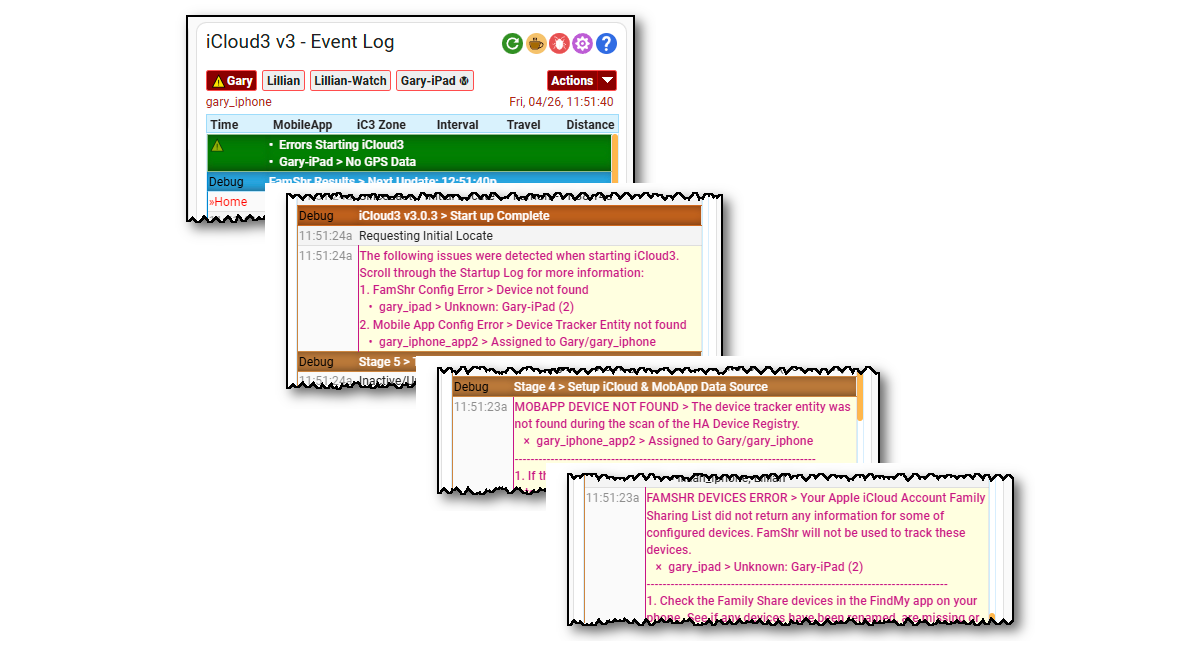 iCloud3 v3 - Event Log
Gary Lillian Lillian-Watch Gary-iPad Ⓜ Actions
gary_iphone Fri, 04/26, 11:51:40
Time MobileApp iC3 Zone Interval Travel Distance
• Errors Starting iCloud3
• Gary-iPad > No GPS Data
Debug FamShr Results > Next Update: 12:51:40p
»Home
Debug iCloud3 v3.0.3 > Start up Complete
11:51:24a Requesting Initial Locate
11:51:24a The following issues were detected when starting iCloud3.
Scroll through the Startup Log for more information:
1. FamShr Config Error > Device not found
• gary_ipad > Unknown: Gary-iPad (2)
2. Mobile App Config Error > Device Tracker Entity not found
• gary_iphone_app2 > Assigned to Gary/gary_iphone
Debug Stage 5 >
11:51:24a Inactive/U
Debug Stage 4 > Setup iCloud & MobApp Data Source
11:51:23a MOBAPP DEVICE NOT FOUND > The device tracker entity was
not found during the scan of the HA Device Registry.
× gary_iphone_app2 > Assigned to Gary/gary_iphone
--------------------------------------------------------------------------
1. If th
11:51:23a FAMSHR DEVICES ERROR > Your Apple iCloud Account Family
Sharing List did not return any information for some of
configured devices. FamShr will not be used to track these
devices.
× gary_ipad > Unknown: Gary-iPad (2)
--------------------------------------------------------------------------
1. Check the Family Share devices in the FindMy app on your
phone. See if any devices have been renamed, are missing or